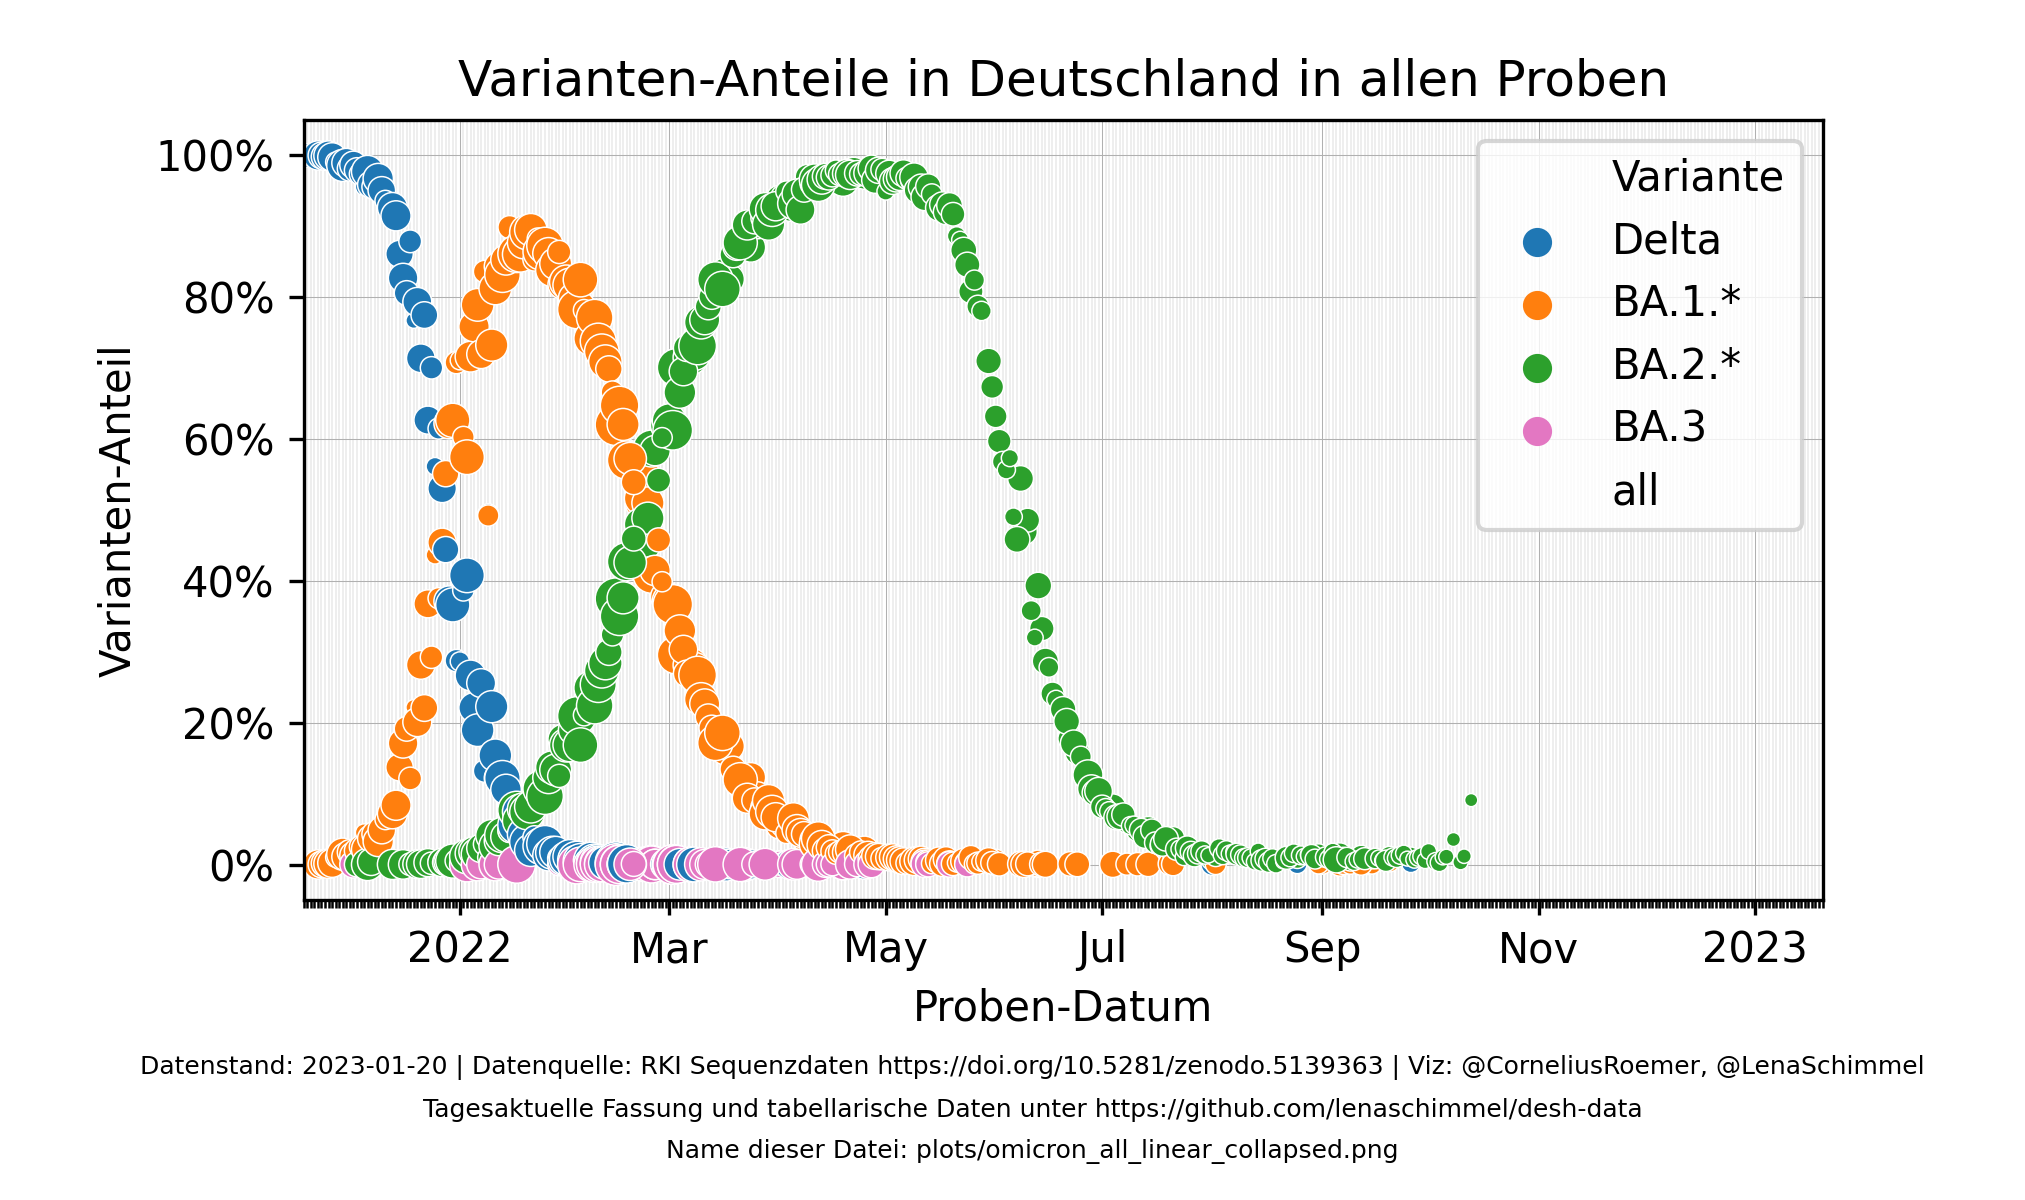 Varianten-Anteile in Deutschland in allen Proben
100%
80%
60%
40%
20%
0%
Varianten-Anteil
Variante
Delta
BA.1.*
BA.2.*
BA.3
all
2022 Mar May Jul Sep Nov 2023
Proben-Datum
Datenstand: 2023-01-20 | Datenquelle: RKI Sequenzdaten https://doi.org/10.5281/zenodo.5139363 | Viz: @CorneliusRoemer, @LenaSchimmel
Tagesaktuelle Fassung und tabellarische Daten unter https://github.com/lenaschimmel/desh-data
Name dieser Datei: plots/omicron_all_linear_collapsed.png